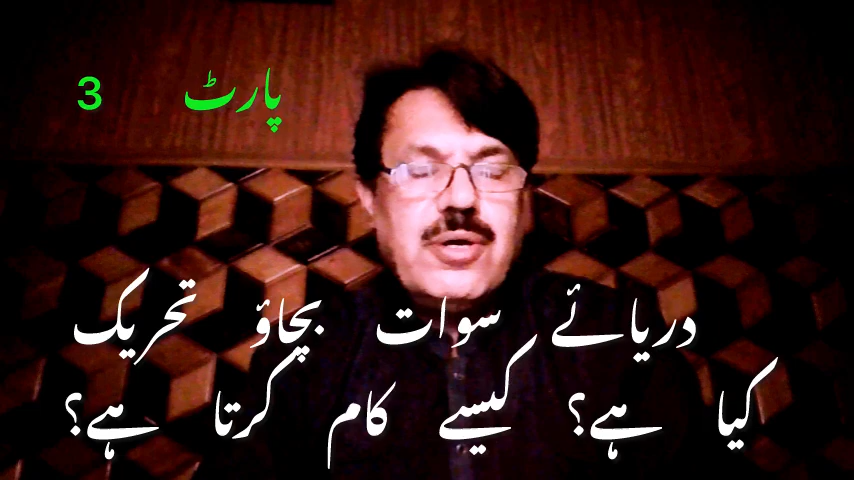 پارٹ 3
دریائے سوات بچاؤ تحریک
کیا ہے؟ کیسے کام کرتا ہے؟